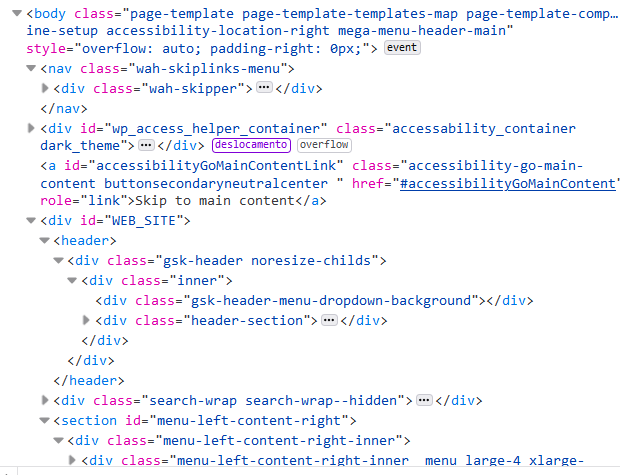 <body class="page-template page-template-templates-map page-template-comp…
ine-setup accessibility-location-right mega-menu-header-main"
style="overflow: auto; padding-right: 0px;"> event
<nav class="wah-skiplinks-menu">
<div class="wah-skipper"> ••• </div>
</nav>
<div id="wp_access_helper_container" class="accessability_container
dark_theme"> ••• </div> deslocamento overflow
<a id="accessibilityGoMainContentLink" class="accessibility-go-main-
content buttonsecondaryneutralcenter " href="#accessibilityGoMainContent"
role="link">Skip to main content</a>
<div id="WEB_SITE">
<header>
<div class="gsk-header noresize-childs">
<div class="inner">
<div class="gsk-header-menu-dropdown-background"></div>
<div class="header-section"> ••• </div>
</div>
</div>
</header>
<div class="search-wrap search-wrap--hidden"> ••• </div>
<section id="menu-left-content-right">
<div class="menu-left-content-right-inner">
<div class="menu-left-content-right-inner__menu large-4 xlarge-